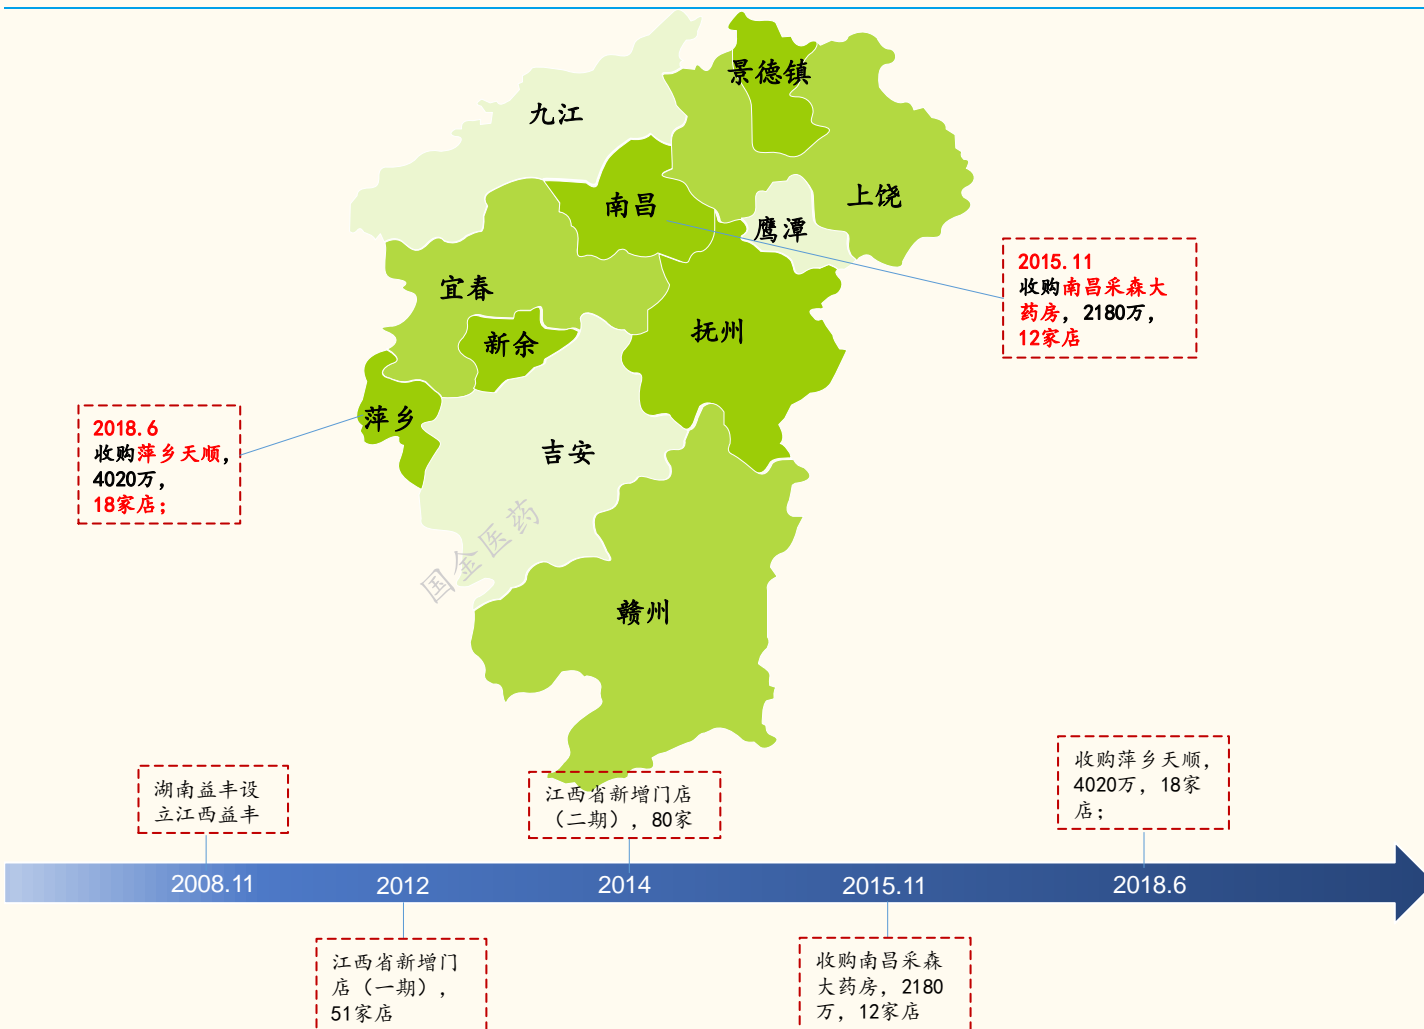 景德镇
九江
上饶
南昌
鹰潭
2015.11
收购南昌采森大
药房，2180万，
12家店
宜春
抚州
新余
萍乡
2018.6
收购萍乡天顺，
4020万，
18家店；
吉安
国金医药
赣州
湖南益丰设
立江西益丰
江西省新增门店
（二期），80家
收购萍乡天顺，
4020万，18家
店；
2008.11
2012
2014
2015.11
2018.6
江西省新增门
店（一期），
51家店
收购南昌采森
大药房，2180
万，12家店